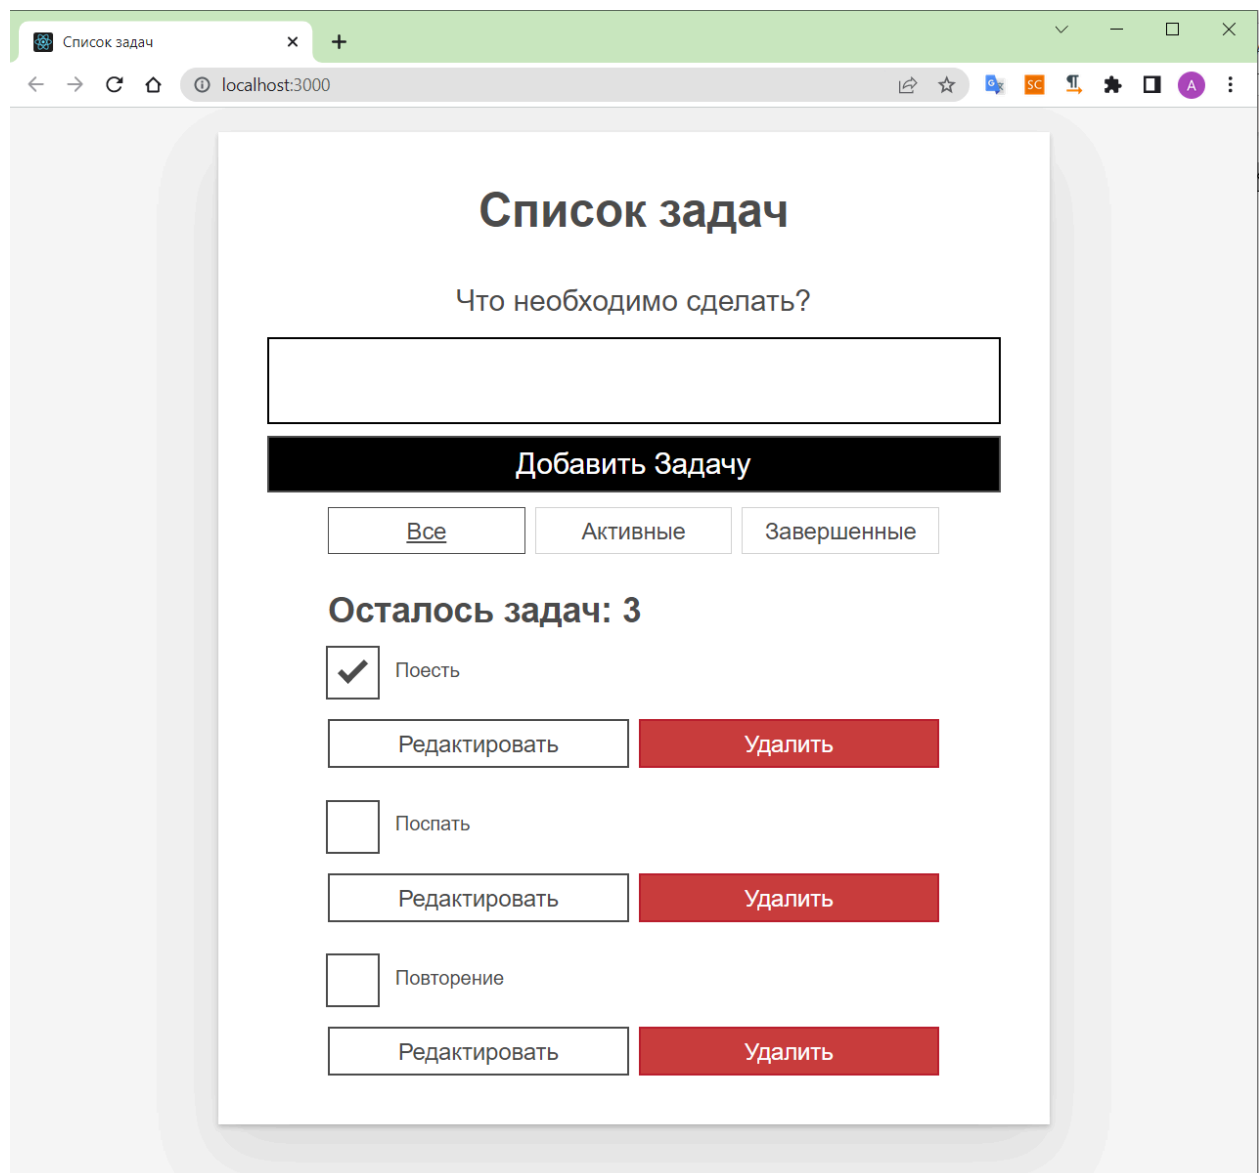 Список задач
localhost:3000
SC
A
Список задач
Что необходимо сделать?
Добавить Задачу
Все Активные Завершенные
Осталось задач: 3
Поесть
Редактировать Удалить
Поспать
Редактировать Удалить
Повторение
Редактировать Удалить